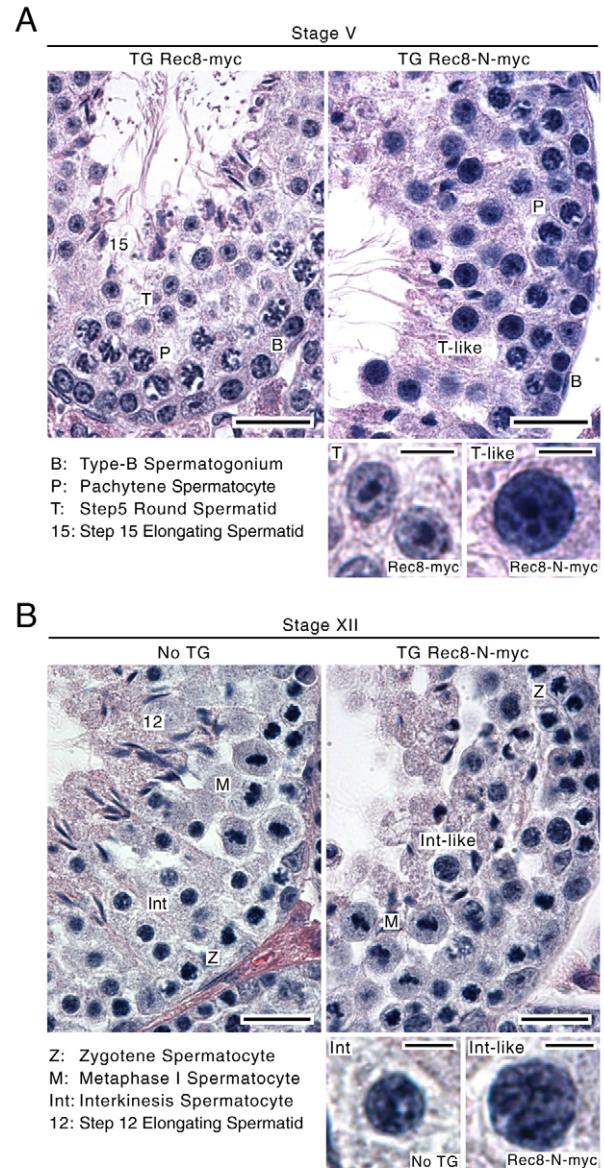 A
Stage V
TG Rec8-myc
TG Rec8-N-myc
15
T
P
B
P
T-like
B
B: Type-B Spermatogonium
P: Pachytene Spermatocyte
T: Step5 Round Spermatid
15: Step 15 Elongating Spermatid
T
Rec8-myc
T-like
Rec8-N-myc
B
Stage XII
No TG
TG Rec8-N-myc
12
M
Int
Z
Z
Int-like
M
Z: Zygotene Spermatocyte
M: Metaphase I Spermatocyte
Int: Interkinesis Spermatocyte
12: Step 12 Elongating Spermatid
Int
No TG
Int-like
Rec8-N-myc